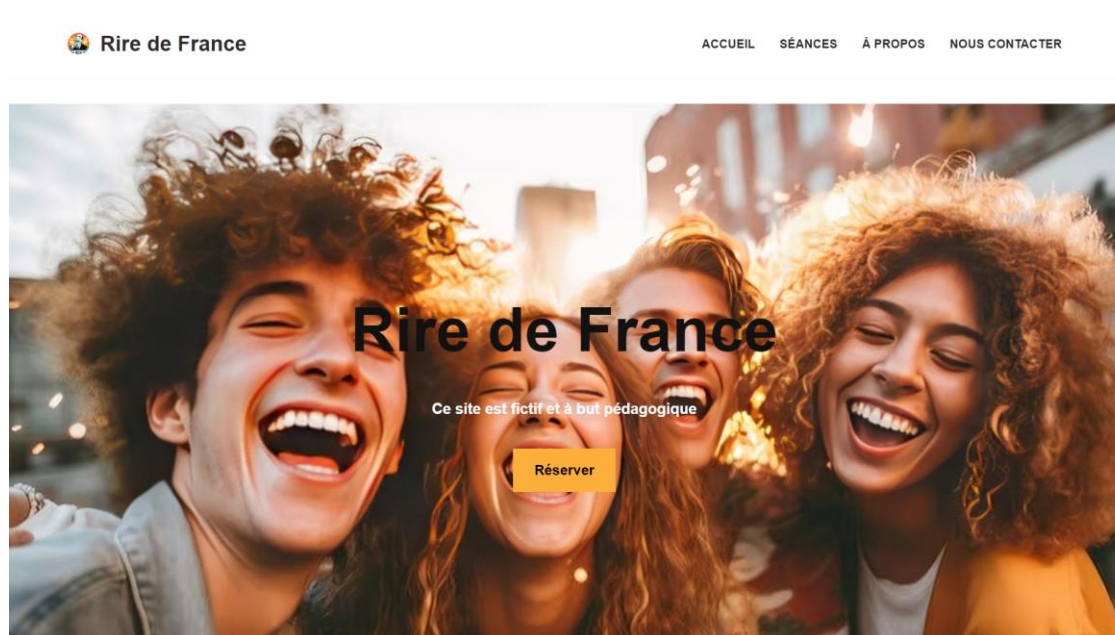 Rire de France
ACCUEIL SÉANCES À PROPOS NOUS CONTACTER
Rire de France
Ce site est fictif et à but pédagogique
Réserver